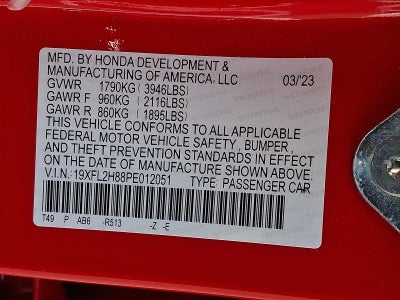 MFD. BY HONDA DEVELOPMENT &
MANUFACTURING OF AMERICA, LLC 03/'23
GVWR 1790KG ( 3946LBS)
GAWR F 960KG ( 2116LBS)
GAWR R 860KG ( 1895LBS)
THIS VEHICLE CONFORMS TO ALL APPLICABLE
FEDERAL MOTOR VEHICLE SAFETY , BUMPER,
AND THEFT PREVENTION STANDARDS IN EFFECT
ON THE DATE OF MANUFACTURE SHOWN ABOVE.
V.I.N.: 19XFL2H88PE012051 TYPE: PASSENGER CAR
T49 P AB6 -R513 -Z -E